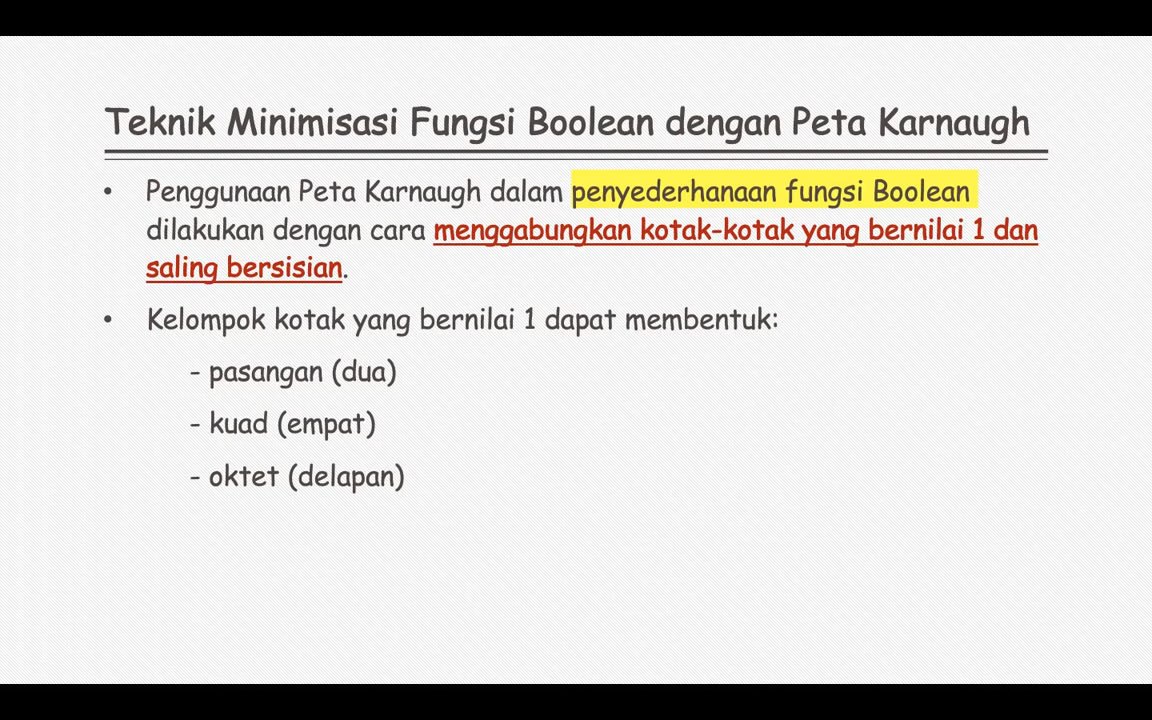 Teknik Minimisasi Fungsi Boolean dengan Peta Karnaugh
• Penggunaan Peta Karnaugh dalam penyederhanaan fungsi Boolean
dilakukan dengan cara menggabungkan kotak-kotak yang bernilai 1 dan
saling bersisian.
• Kelompok kotak yang bernilai 1 dapat membentuk:
- pasangan (dua)
- kuad (empat)
- oktet (delapan)